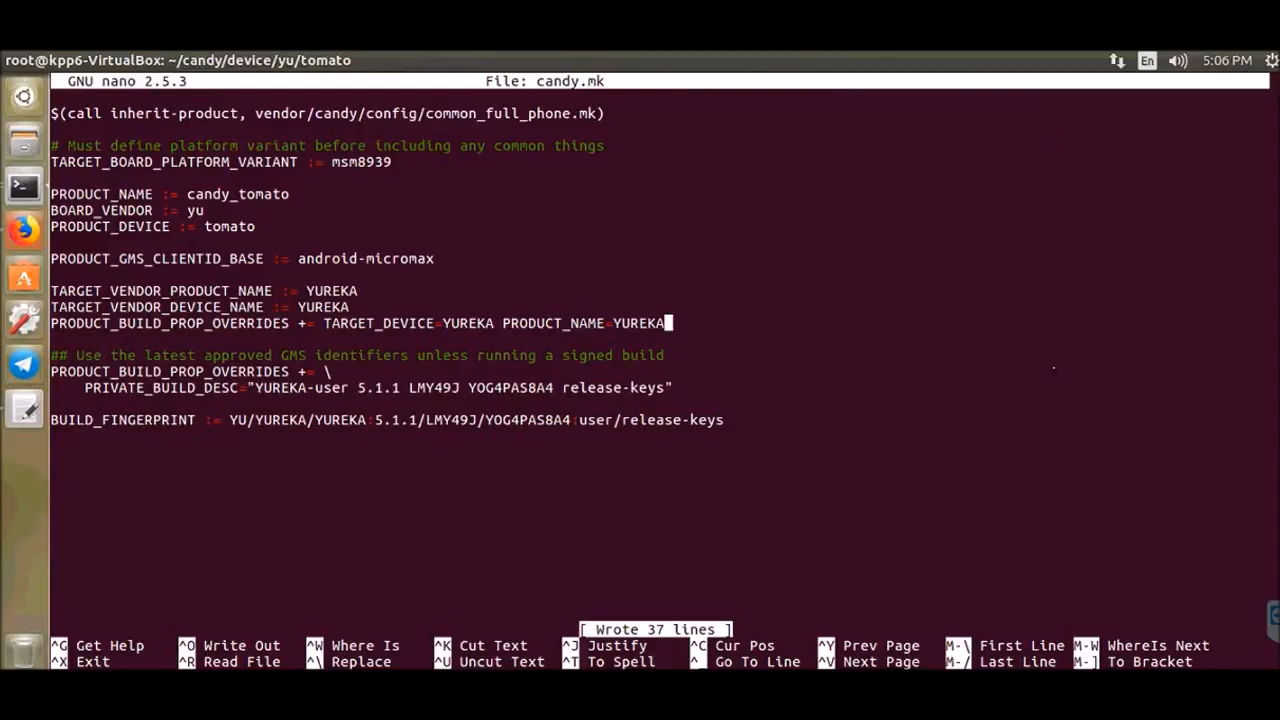 root@kpp6-VirtualBox: ~/candy/device/yu/tomato
En
5:06 PM
GNU nano 2.5.3 File: candy.mk
$(call inherit-product, vendor/candy/config/common_full_phone.mk)
# Must define platform variant before including any common things
TARGET_BOARD_PLATFORM_VARIANT := msm8939
PRODUCT_NAME := candy_tomato
BOARD_VENDOR := yu
PRODUCT_DEVICE := tomato
PRODUCT_GMS_CLIENTID_BASE := android-micromax
TARGET_VENDOR_PRODUCT_NAME := YUREKA
TARGET_VENDOR_DEVICE_NAME := YUREKA
PRODUCT_BUILD_PROP_OVERRIDES += TARGET_DEVICE=YUREKA PRODUCT_NAME=YUREKA
## Use the latest approved GMS identifiers unless running a signed build
PRODUCT_BUILD_PROP_OVERRIDES += \
PRIVATE_BUILD_DESC="YUREKA-user 5.1.1 LMY49J YOG4PAS8A4 release-keys"
BUILD_FINGERPRINT := YU/YUREKA/YUREKA:5.1.1/LMY49J/YOG4PAS8A4:user/release-keys
[ Wrote 37 lines ]
^G Get Help ^O Write Out ^W Where Is ^K Cut Text ^J Justify ^C Cur Pos ^Y Prev Page M-\ First Line M-W WhereIs Next
^X Exit ^R Read File ^\ Replace ^U Uncut Text ^T To Spell ^_ Go To Line ^V Next Page M-/ Last Line M-] To Bracket